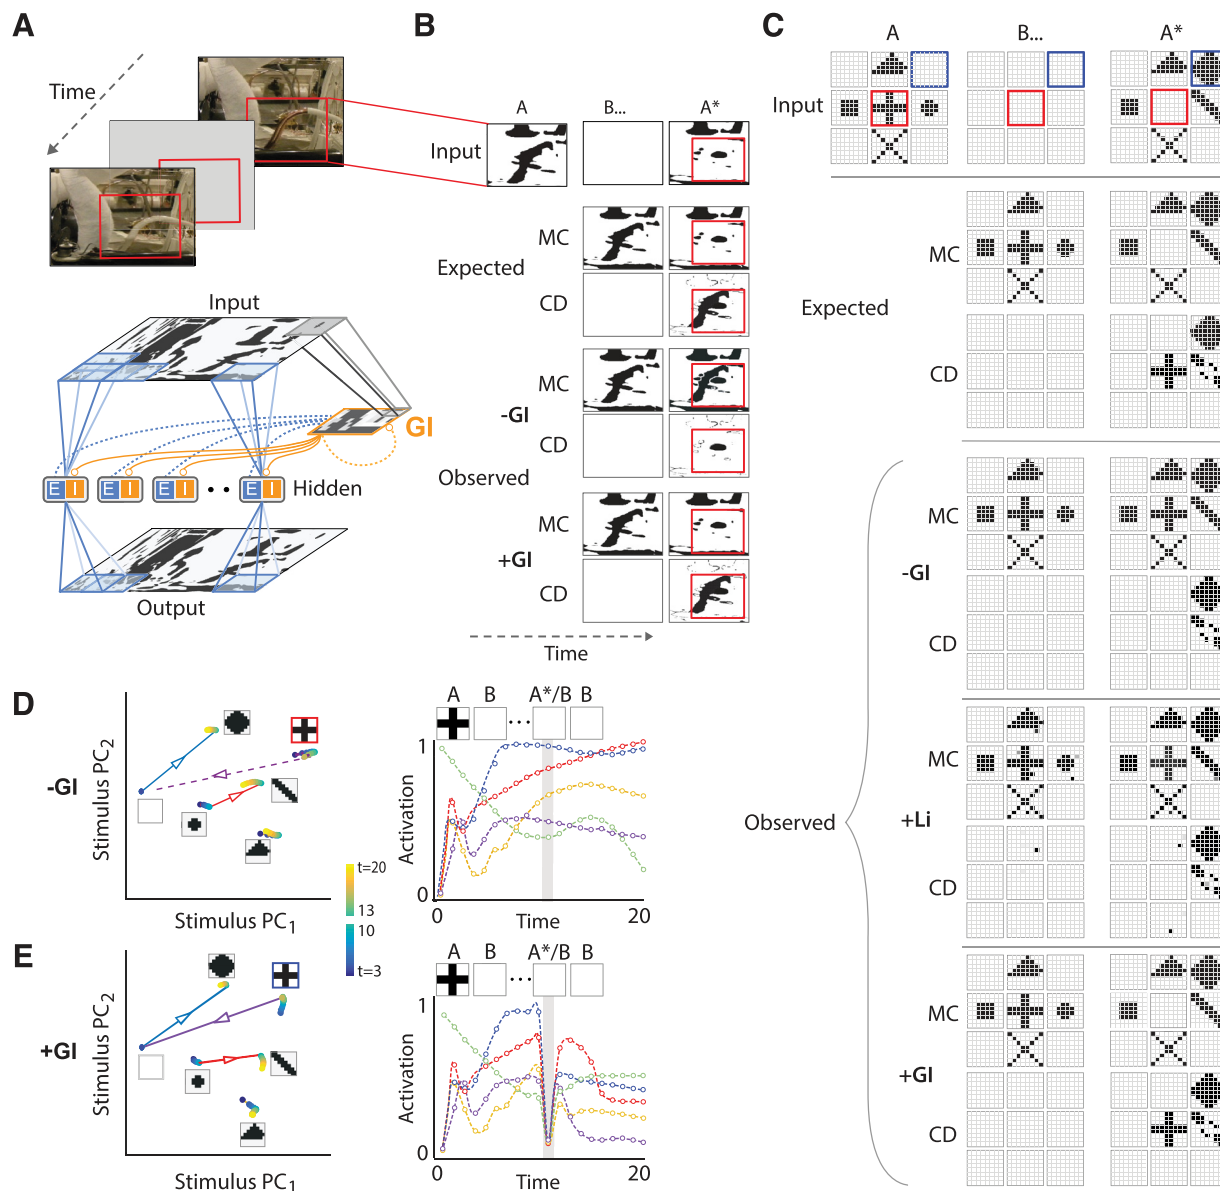 A
Time
Input
GI
E I
E I
E I
E I
Hidden
Output
B
A
B...
A*
Input
MC
Expected
CD
MC
-GI
CD
Observed
MC
+GI
CD
Time
C
A
B...
A*
Input
MC
Expected
CD
MC
-GI
CD
MC
Observed
+Li
CD
MC
+GI
CD
D
-GI
Stimulus PC2
Stimulus PC1
t=20
13
10
t=3
A
B
A*/B
B
1
Activation
0
0
20
Time
E
+GI
Stimulus PC2
Stimulus PC1
A
B
A*/B
B
1
Activation
0
0
20
Time